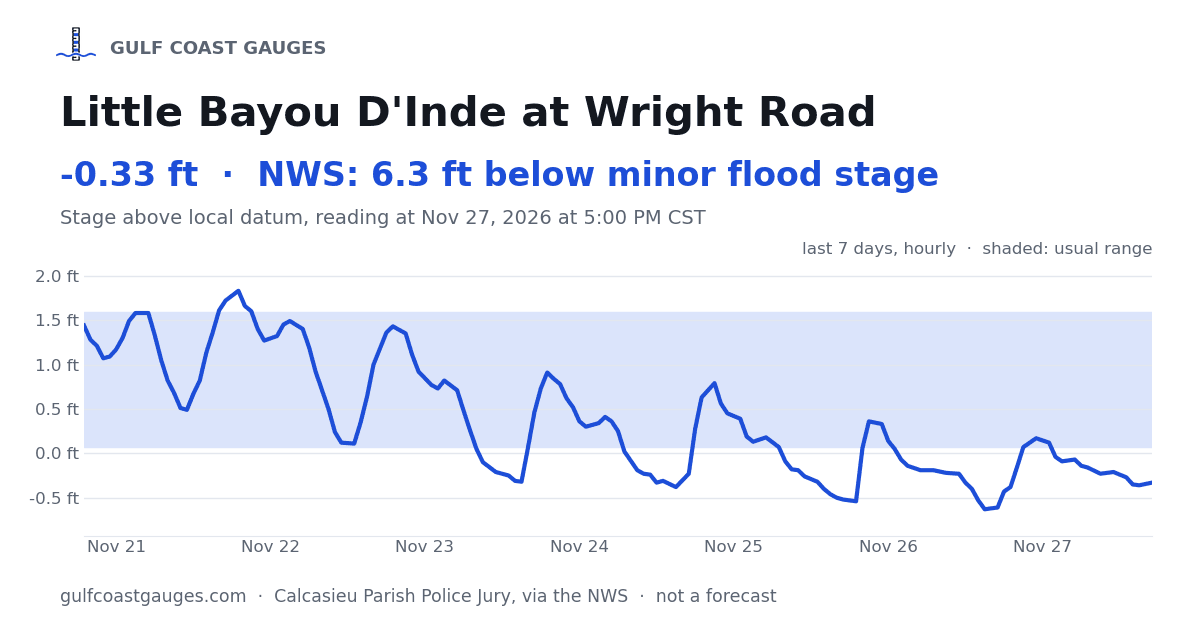 GULF COAST GAUGES
Little Bayou D'Inde at Wright Road
-0.33 ft · NWS: 6.3 ft below minor flood stage
Stage above local datum, reading at Nov 27, 2026 at 5:00 PM CST
last 7 days, hourly · shaded: usual range
2.0 ft
1.5 ft
1.0 ft
0.5 ft
0.0 ft
-0.5 ft
Nov 21 Nov 22 Nov 23 Nov 24 Nov 25 Nov 26 Nov 27
gulfcoastgauges.com · Calcasieu Parish Police Jury, via the NWS · not a forecast